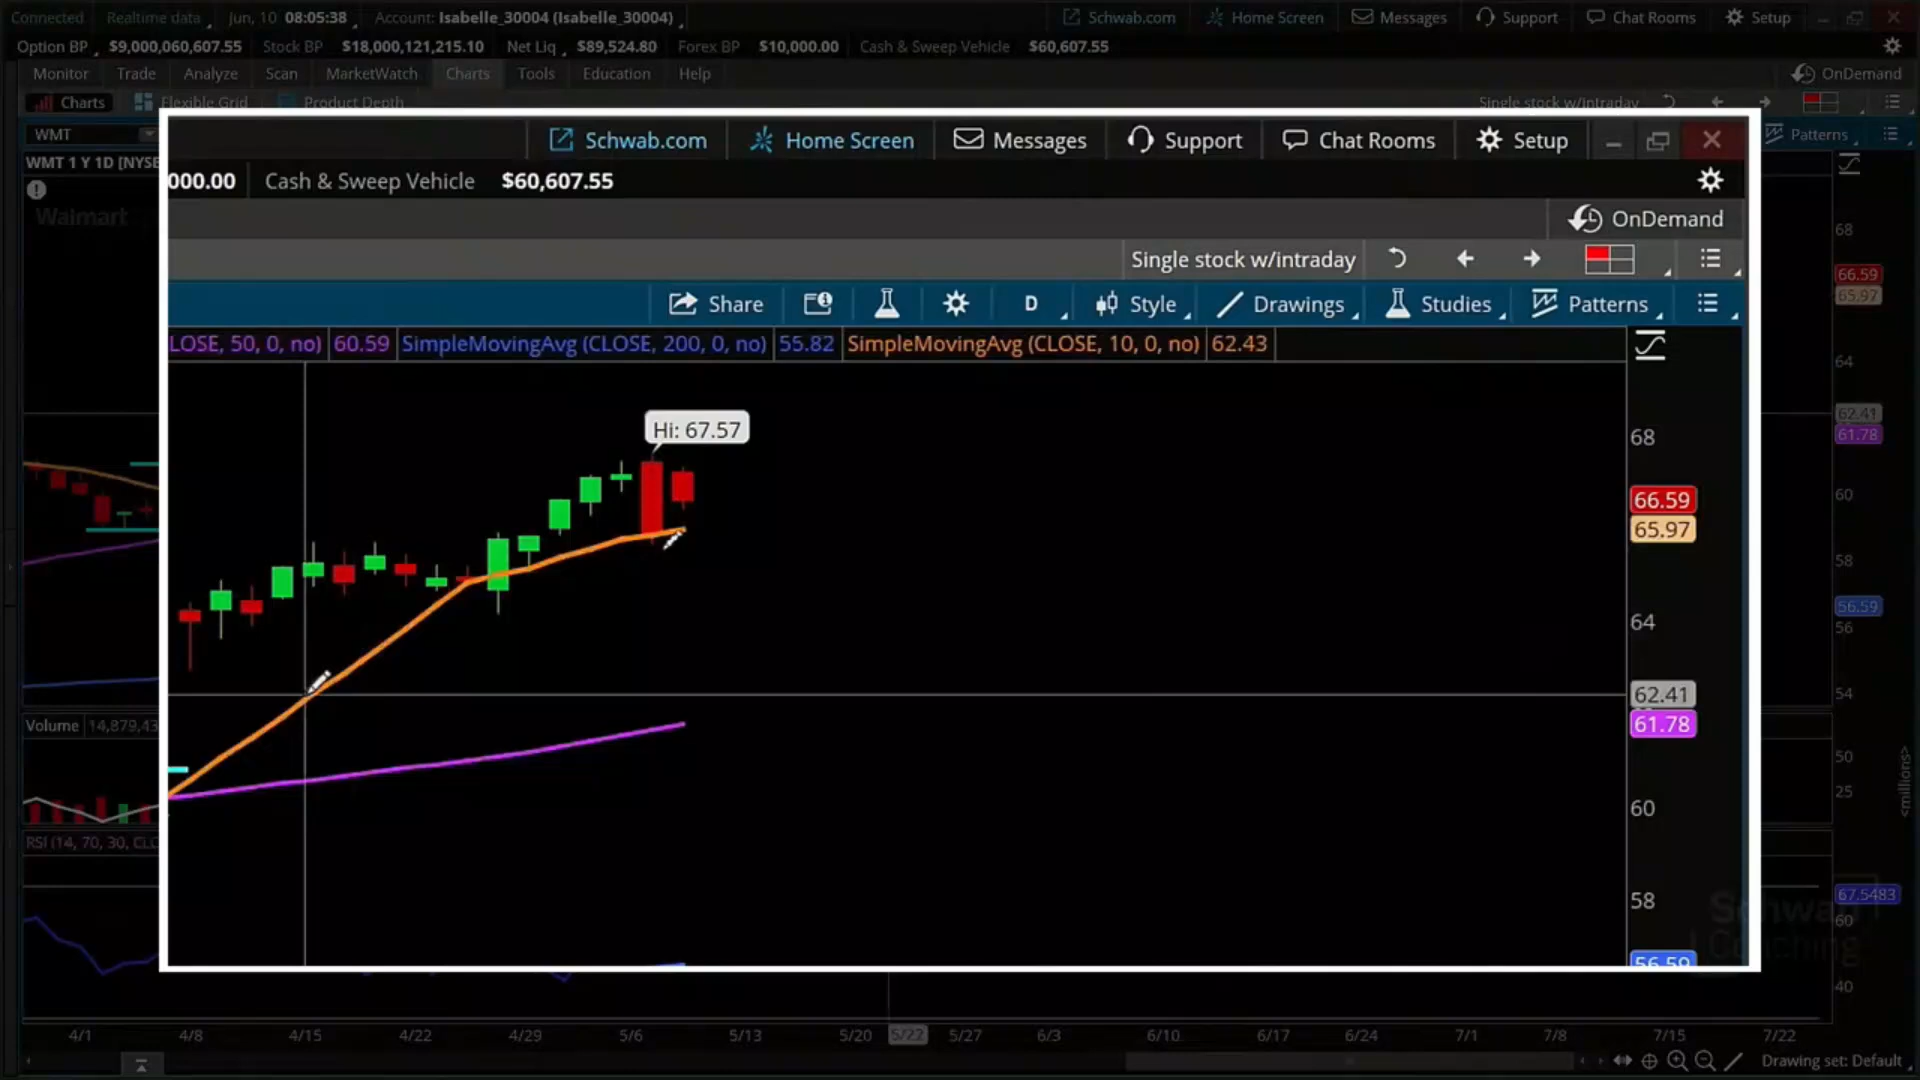 Connected Realtime data Jun, 10 08:05:38 Account: Isabelle_30004 (Isabelle_30004) Schwab.com Home Screen Messages Support Chat Rooms Setup
Option BP $9,000,060,607.55 Stock BP $18,000,121,215.10 Net Liq $89,524.80 Forex BP $10,000.00 Cash & Sweep Vehicle $60,607.55
Monitor Trade Analyze Scan MarketWatch Charts Tools Education Help OnDemand
Charts Flexible Grid Product Depth Single stock w/intraday
WMT Patterns
WMT 1 Y 1D [NYSE
Walmart
Schwab.com Home Screen Messages Support Chat Rooms Setup
000.00 Cash & Sweep Vehicle $60,607.55
OnDemand
Single stock w/intraday
Share D Style Drawings Studies Patterns
LOSE, 50, 0, no) 60.59 SimpleMovingAvg (CLOSE, 200, 0, no) 55.82 SimpleMovingAvg (CLOSE, 10, 0, no) 62.43
Hi: 67.57
68
66.59
65.97
64
62.41
61.78
60
58
56.59
68
66.59
65.97
64
62.41
61.78
60
58
56.59
56
54
Volume 14,879,43
50
25
<millions>
RSI (14, 70, 30, CLO
67.5483
60
40
Schwab
Coaching
4/1 4/8 4/15 4/22 4/29 5/6 5/13 5/20 5/22 5/27 6/3 6/10 6/17 6/24 7/1 7/8 7/15 7/22
Drawing set: Default